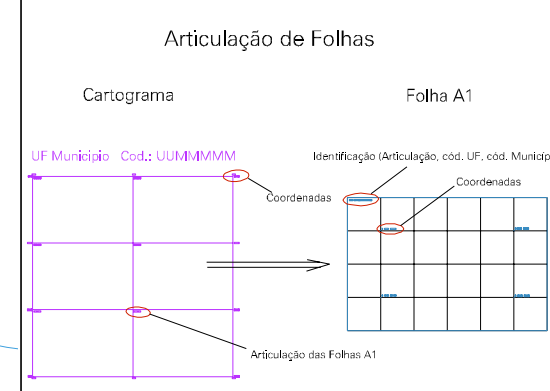 Articulação de Folhas
Cartograma
Folha A1
UF Municipio Cod.: UUMMMMM
Identificação (Articulação, cód. UF, cód. Municíp
Coordenadas
Coordenadas
Articulação das Folhas A1